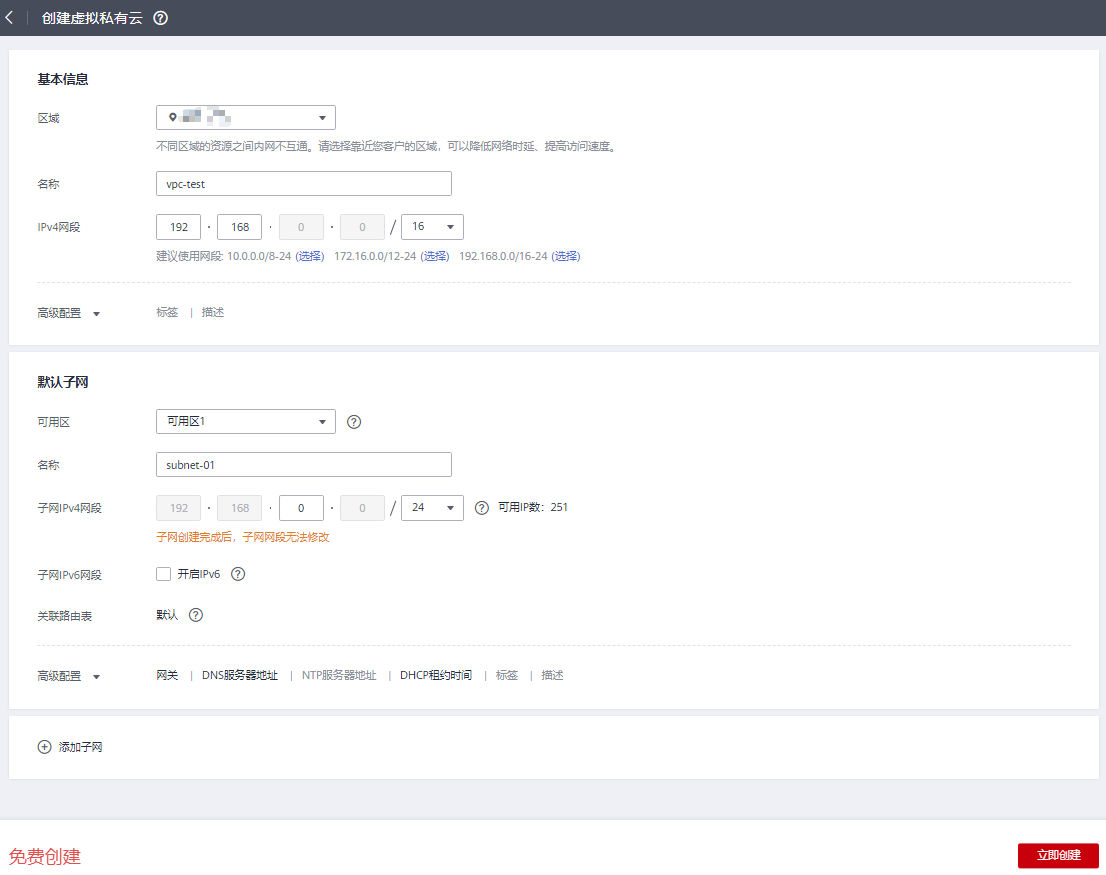 创建虚拟私有云 ?
基本信息
区域
不同区域的资源之间内网不互通。请选择靠近您客户的区域，可以降低网络时延、提高访问速度。
名称 vpc-test
IPv4网段 192 · 168 · 0 · 0 / 16
建议使用网段: 10.0.0.0/8-24 (选择) 172.16.0.0/12-24 (选择) 192.168.0.0/16-24 (选择)
高级配置 标签 | 描述
默认子网
可用区 可用区1 ?
名称 subnet-01
子网IPv4网段 192 · 168 · 0 · 0 / 24 ? 可用IP数: 251
子网创建完成后，子网网段无法修改
子网IPv6网段 开启IPv6 ?
关联路由表 默认 ?
高级配置 网关 | DNS服务器地址 | NTP服务器地址 | DHCP租约时间 | 标签 | 描述
添加子网
免费创建 立即创建